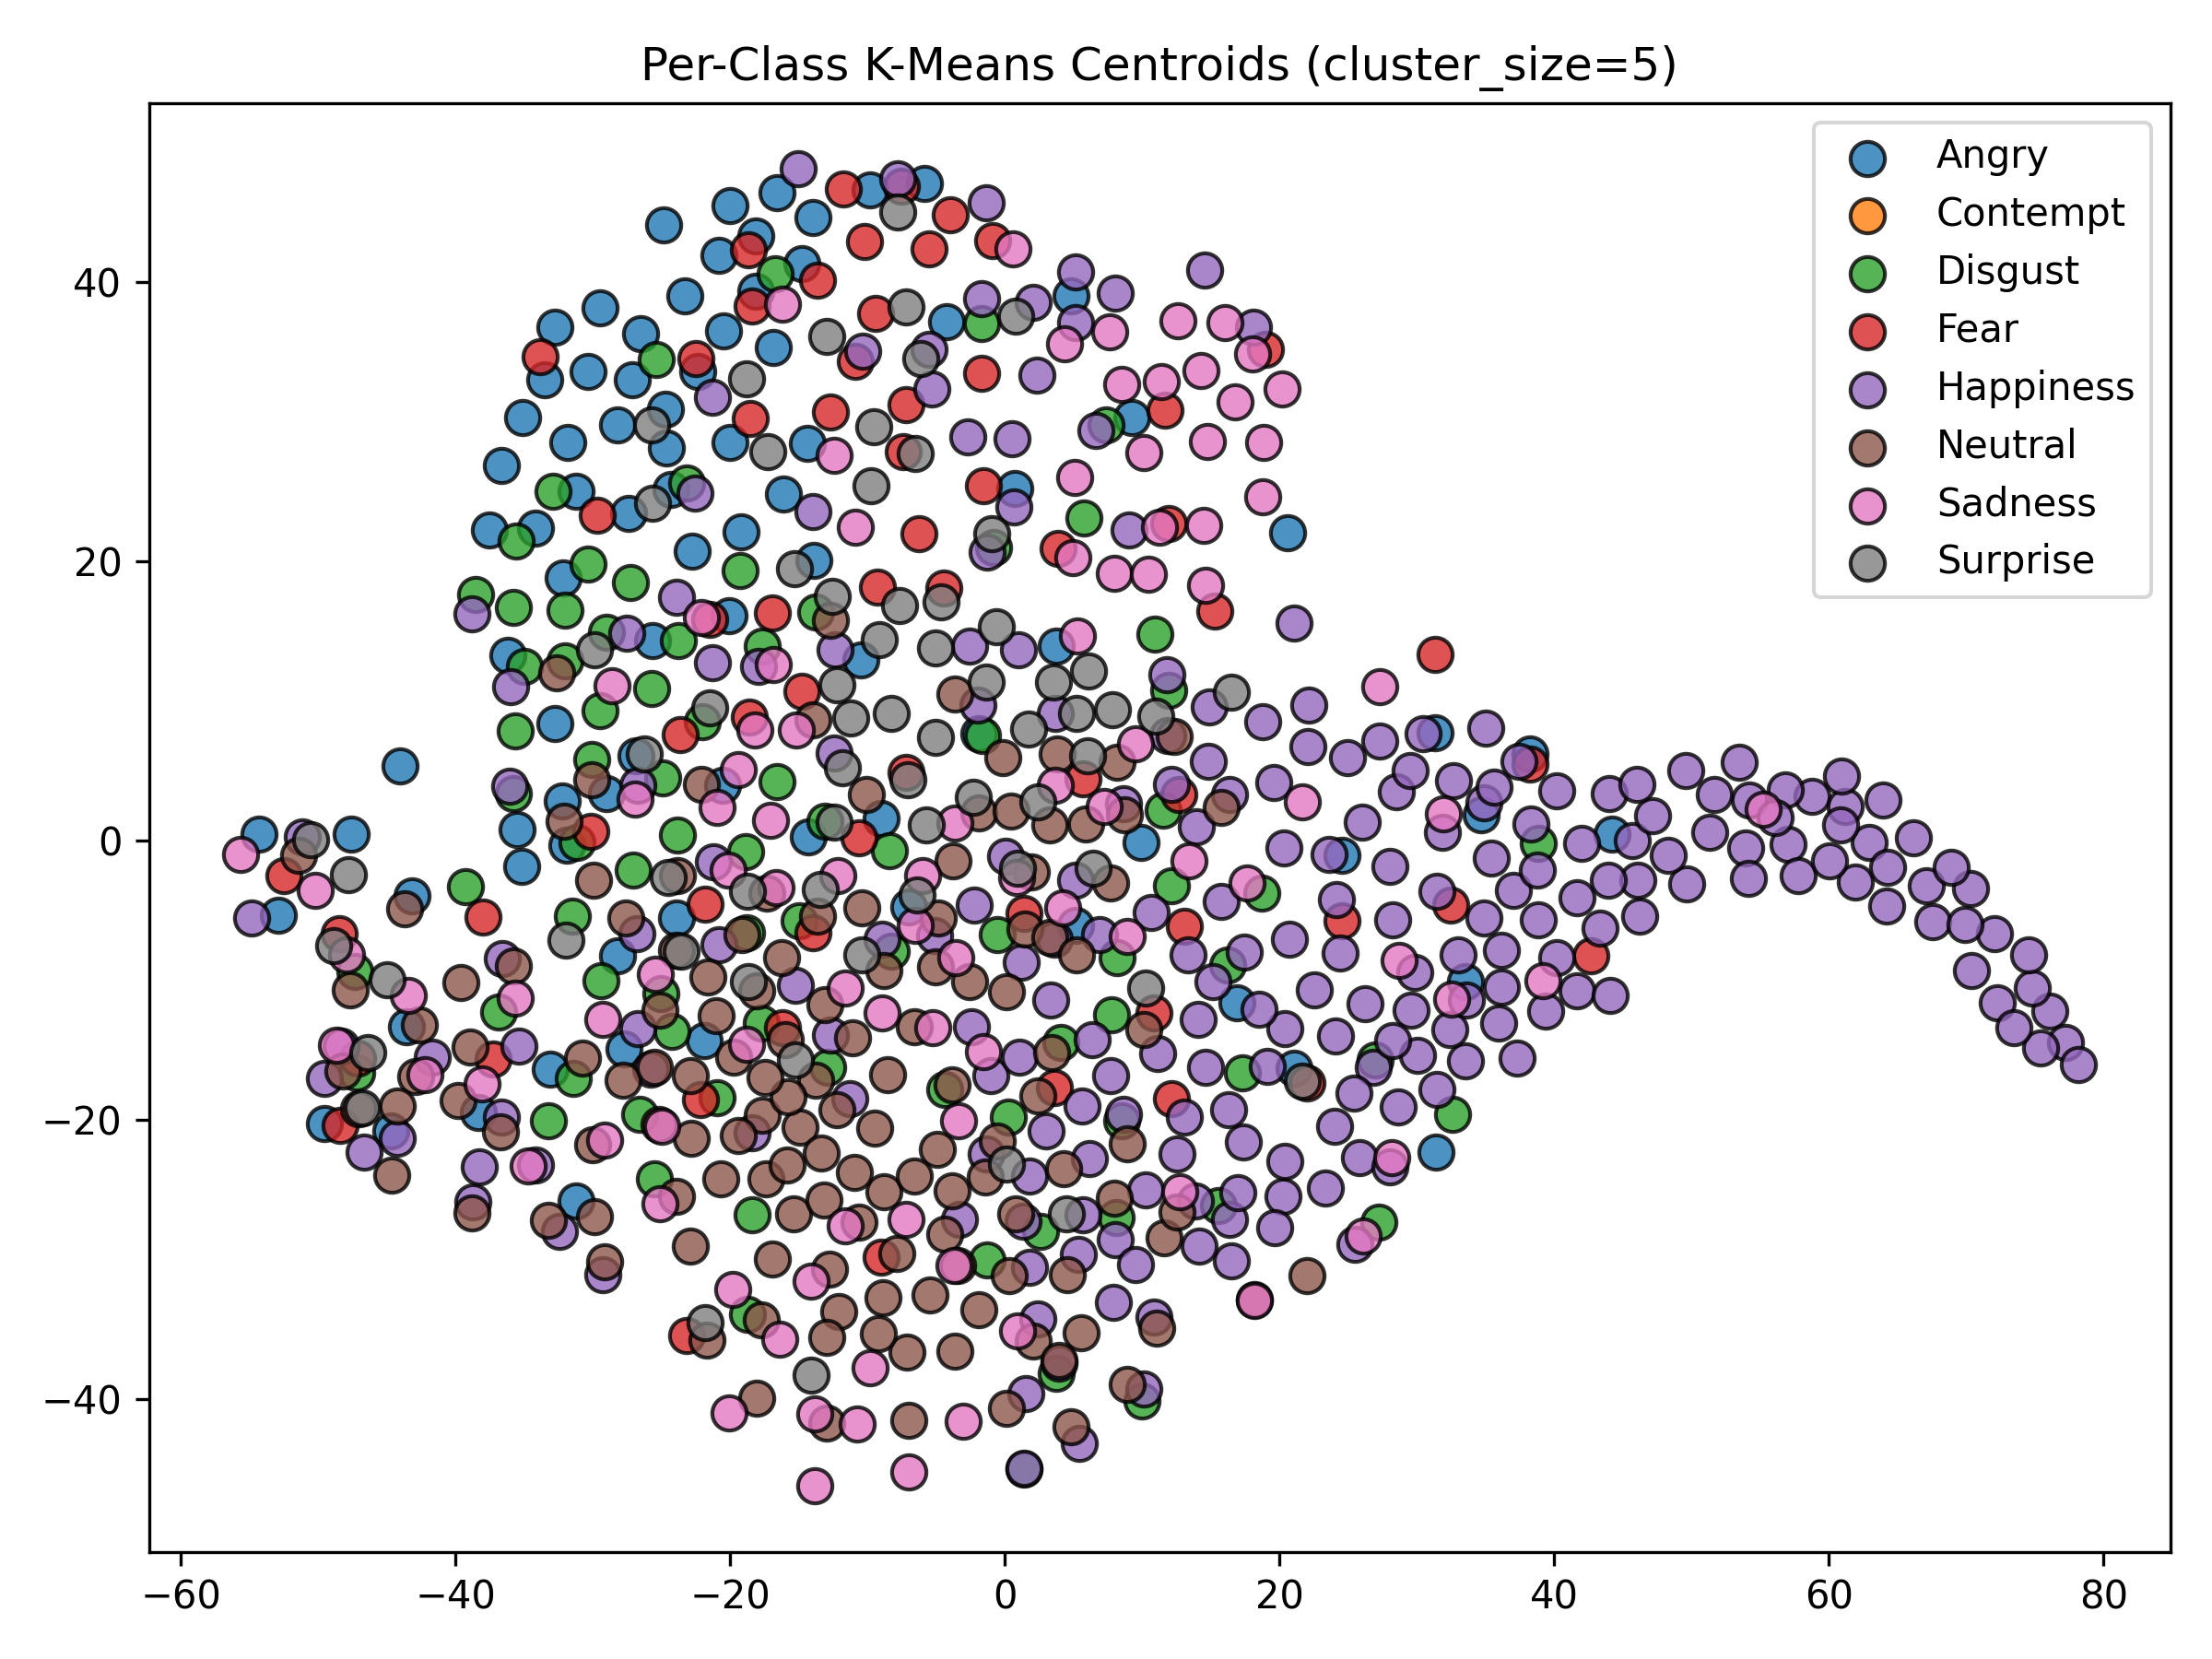 Per-Class K-Means Centroids (cluster_size=5)
Angry
Contempt
Disgust
Fear
Happiness
Neutral
Sadness
Surprise
40
20
0
−20
−40
−60 −40 −20 0 20 40 60 80